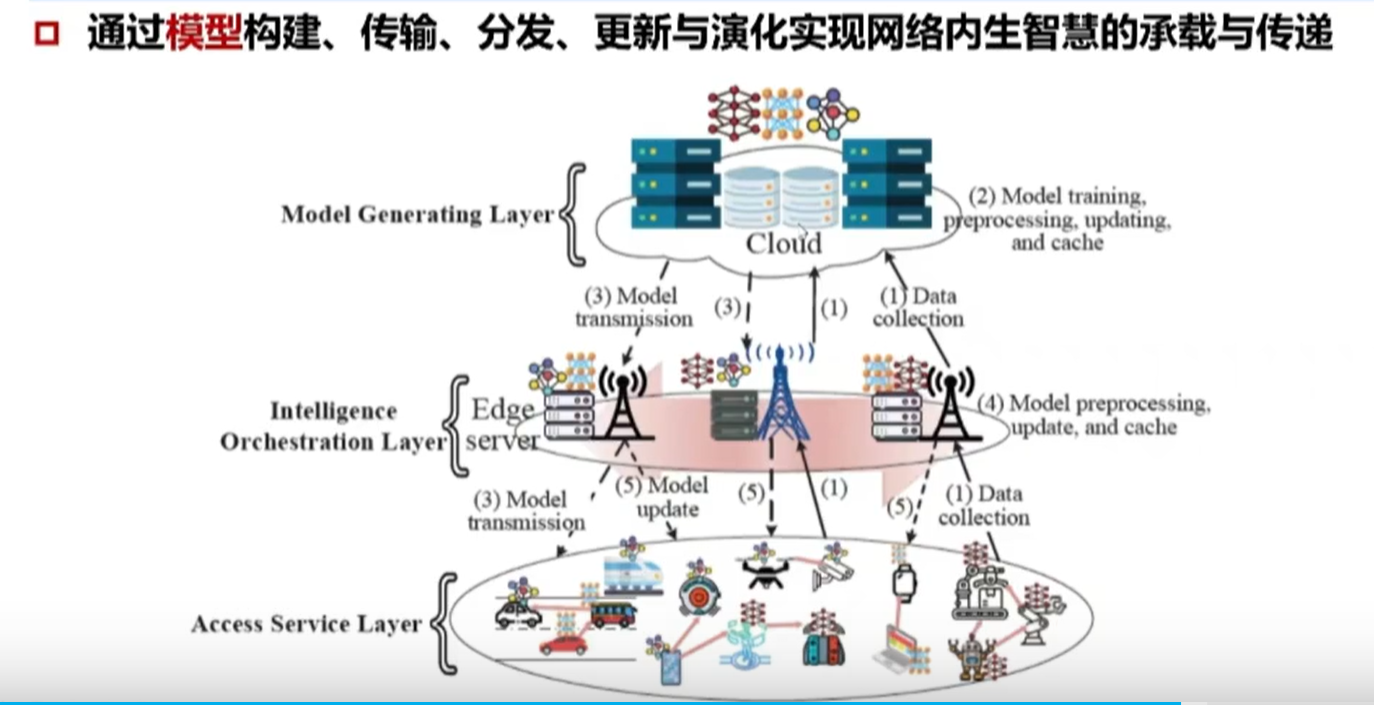 通过模型构建、传输、分发、更新与演化实现网络内生智慧的承载与传递
Model Generating Layer
Cloud
(2) Model training,
preprocessing, updating,
and cache
(3) Model
transmission
(3)
(1)
(1) Data
collection
Intelligence
Orchestration Layer
Edge
server
(4) Model preprocessing,
update, and cache
(3) Model
transmission
(5) Model
update
(5)
(1)
(5)
(1) Data
collection
Access Service Layer